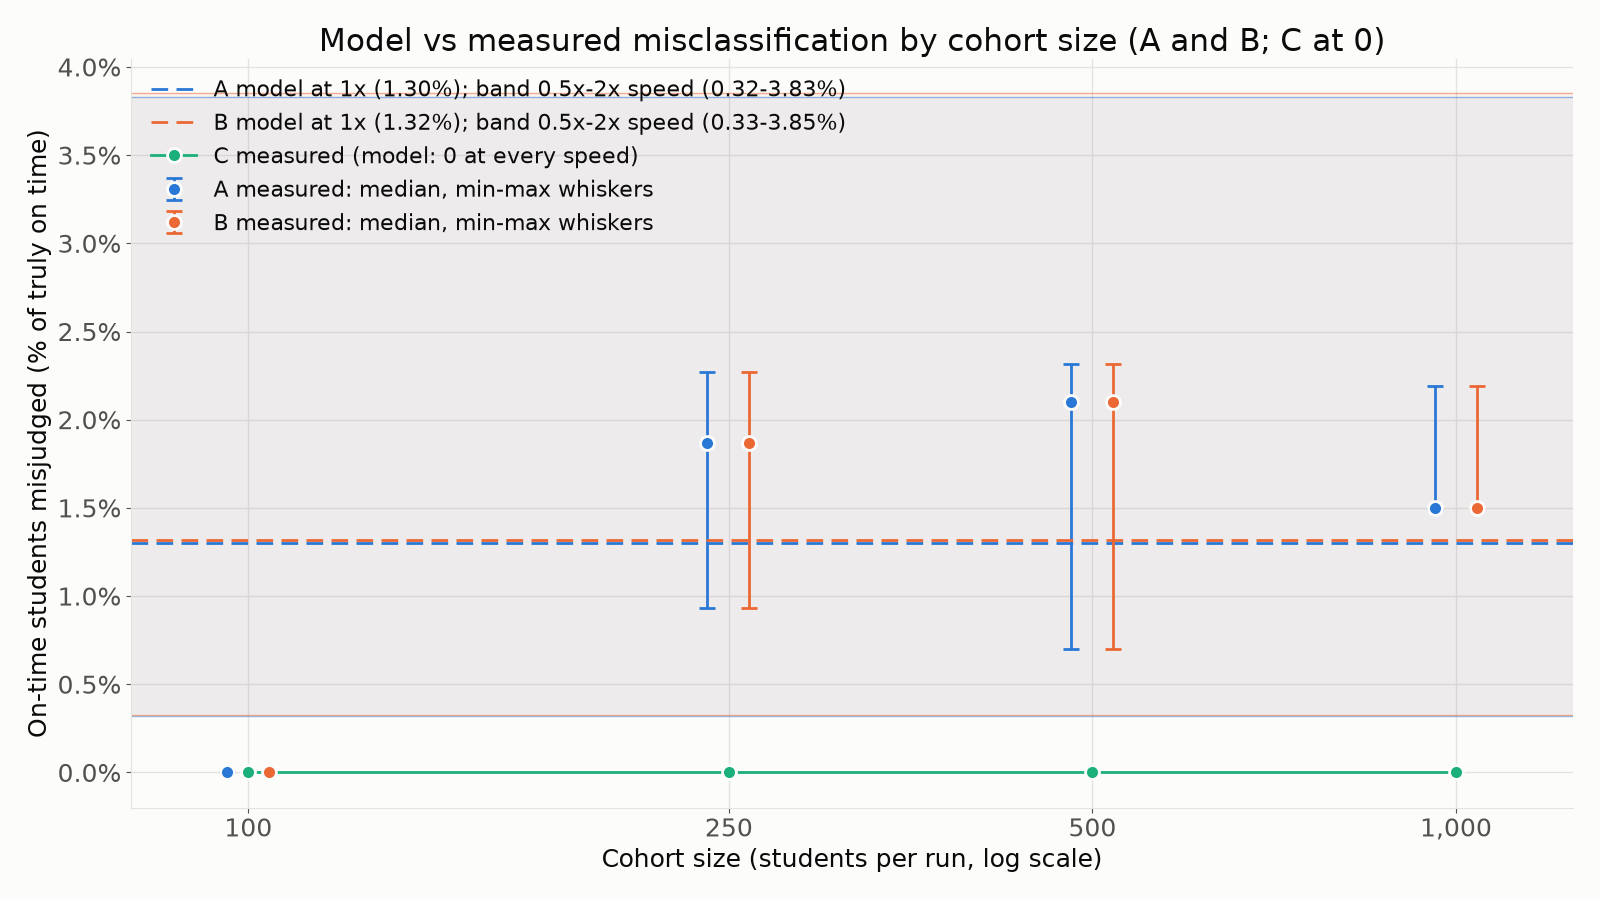 Model vs measured misclassification by cohort size (A and B; C at 0)
A model at 1x (1.30%); band 0.5x-2x speed (0.32-3.83%)
B model at 1x (1.32%); band 0.5x-2x speed (0.33-3.85%)
C measured (model: 0 at every speed)
A measured: median, min-max whiskers
B measured: median, min-max whiskers
On-time students misjudged (% of truly on time)
4.0%
3.5%
3.0%
2.5%
2.0%
1.5%
1.0%
0.5%
0.0%
100
250
500
1,000
Cohort size (students per run, log scale)